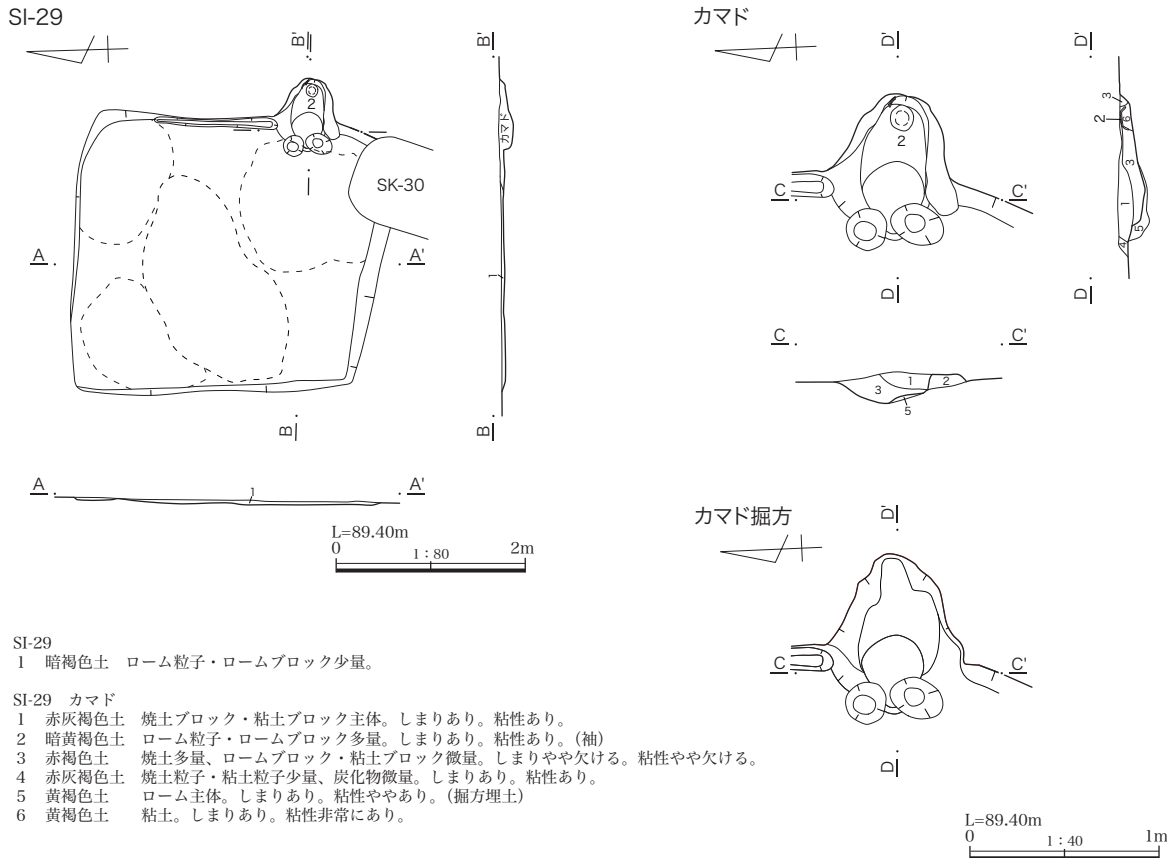 SI-29
B'
B'
カマド
2
SK-30
A
A'
1
B
B
A
1
A'
L=89.40m
0
1：80
2m
カマド
D'
D'
2
C
C'
D
D
3
2
6
3
1
5
4
C
C'
3
1
2
5
カマド掘方
D'
C
C'
D
L=89.40m
0
1：40
1m
SI-29
1　暗褐色土　ローム粒子・ロームブロック少量。
SI-29　カマド
1　赤灰褐色土　焼土ブロック・粘土ブロック主体。しまりあり。粘性あり。
2　暗黄褐色土　ローム粒子・ロームブロック多量。しまりあり。粘性あり。（袖）
3　赤褐色土　焼土多量、ロームブロック・粘土ブロック微量。しまりやや欠ける。粘性やや欠ける。
4　赤灰褐色土　焼土粒子・粘土粒子少量、炭化物微量。しまりあり。粘性あり。
5　黄褐色土　ローム主体。しまりあり。粘性ややあり。（掘方埋土）
6　黄褐色土　粘土。しまりあり。粘性非常にあり。